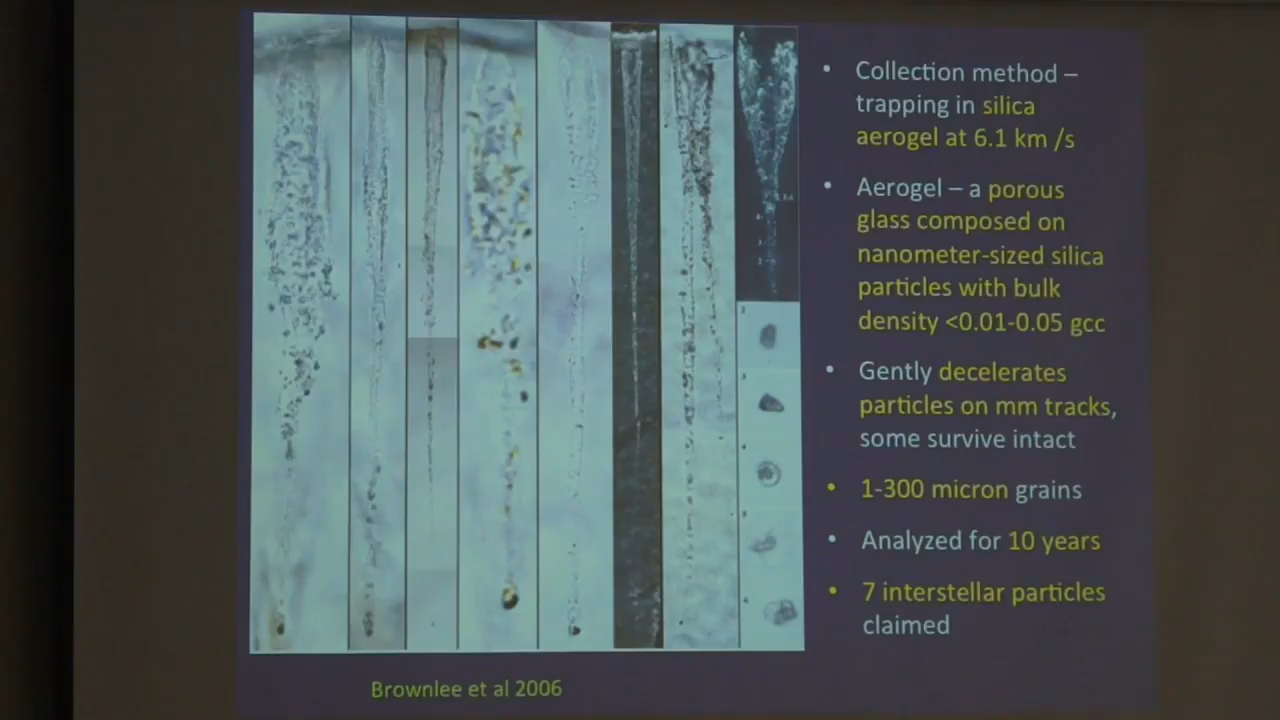 • Collection method –
trapping in silica
aerogel at 6.1 km /s
• Aerogel – a porous
glass composed on
nanometer-sized silica
particles with bulk
density <0.01-0.05 gcc
• Gently decelerates
particles on mm tracks,
some survive intact
• 1-300 micron grains
• Analyzed for 10 years
• 7 interstellar particles
claimed
Brownlee et al 2006